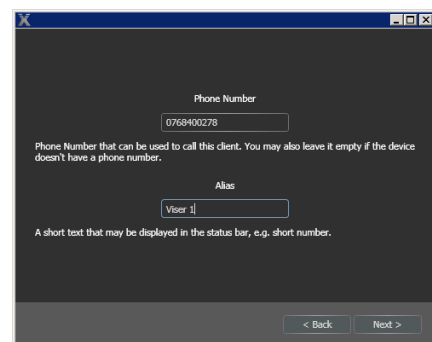 Phone Number
0768400278
Phone Number that can be used to call this client. You may also leave it empty if the device
doesn't have a phone number.
Alias
Viser 1
A short text that may be displayed in the status bar, e.g. short number.
< Back
Next >